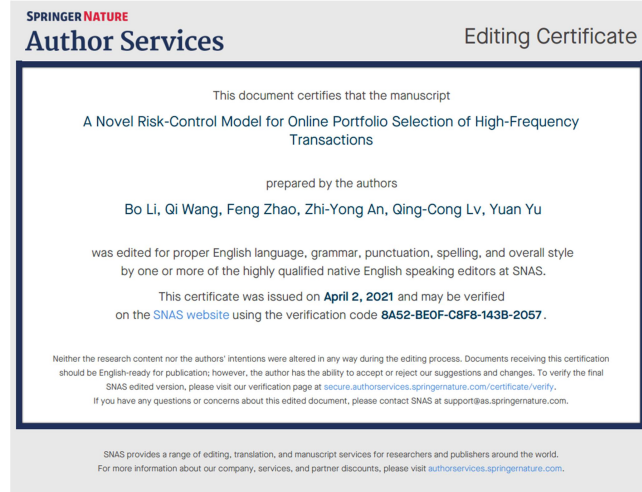 SPRINGER NATURE
Author Services
Editing Certificate
This document certifies that the manuscript
A Novel Risk-Control Model for Online Portfolio Selection of High-Frequency
Transactions
prepared by the authors
Bo Li, Qi Wang, Feng Zhao, Zhi-Yong An, Qing-Cong Lv, Yuan Yu
was edited for proper English language, grammar, punctuation, spelling, and overall style
by one or more of the highly qualified native English speaking editors at SNAS.
This certificate was issued on April 2, 2021 and may be verified
on the SNAS website using the verification code 8A52-BE0F-C8F8-143B-2057.
Neither the research content nor the authors' intentions were altered in any way during the editing process. Documents receiving this certification
should be English-ready for publication; however, the author has the ability to accept or reject our suggestions and changes. To verify the final
SNAS edited version, please visit our verification page at secure.authorservices.springernature.com/certificate/verify.
If you have any questions or concerns about this edited document, please contact SNAS at support@as.springernature.com.
SNAS provides a range of editing, translation, and manuscript services for researchers and publishers around the world.
For more information about our company, services, and partner discounts, please visit authorservices.springernature.com.